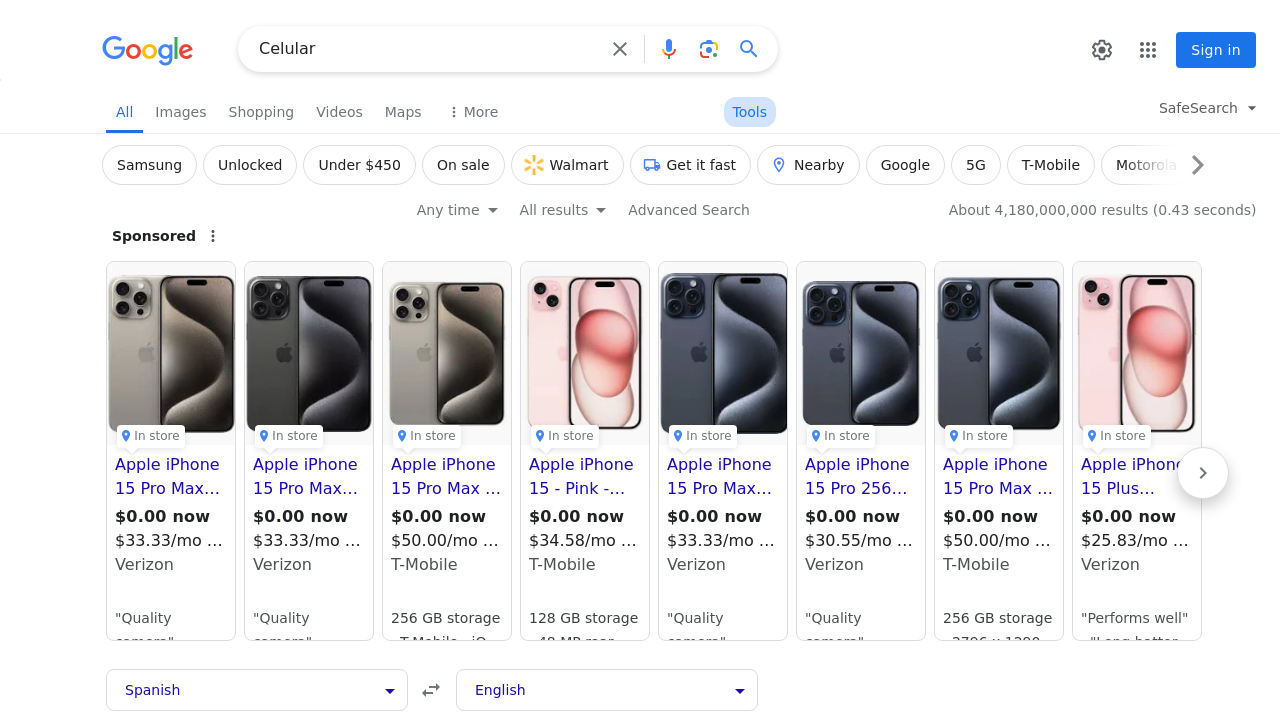 Google
Celular
Sign in
All Images Shopping Videos Maps More
Tools
SafeSearch
Samsung Unlocked Under $450 On sale Walmart Get it fast Nearby Google 5G T-Mobile Motorola
Any time All results Advanced Search About 4,180,000,000 results (0.43 seconds)
Sponsored
In store
Apple iPhone
15 Pro Max...
$0.00 now
$33.33/mo ...
Verizon
"Quality
camera"
In store
Apple iPhone
15 Pro Max...
$0.00 now
$33.33/mo ...
Verizon
"Quality
camera"
In store
Apple iPhone
15 Pro Max ...
$0.00 now
$50.00/mo ...
T-Mobile
256 GB storage
In store
Apple iPhone
15 - Pink -...
$0.00 now
$34.58/mo ...
T-Mobile
128 GB storage
In store
Apple iPhone
15 Pro Max...
$0.00 now
$33.33/mo ...
Verizon
"Quality
camera"
In store
Apple iPhone
15 Pro 256...
$0.00 now
$30.55/mo ...
Verizon
"Quality
camera"
In store
Apple iPhone
15 Pro Max ...
$0.00 now
$50.00/mo ...
T-Mobile
256 GB storage
In store
Apple iPhone
15 Plus...
$0.00 now
$25.83/mo ...
Verizon
"Performs well"
Spanish English